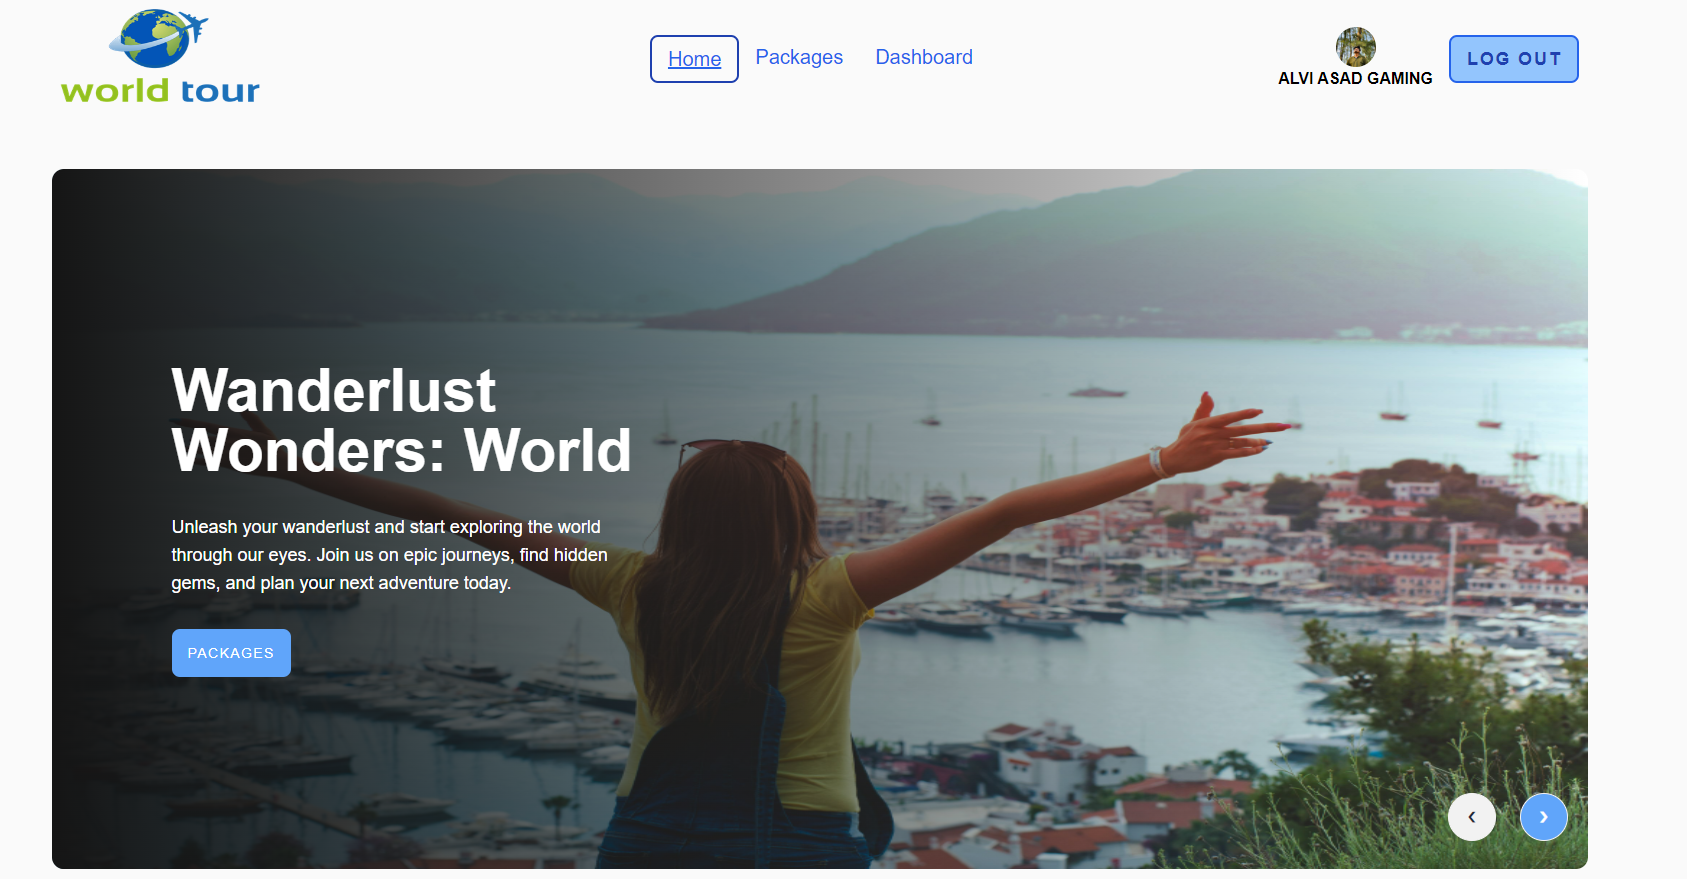 world tour
Home
Packages
Dashboard
ALVI ASAD GAMING
LOG OUT
Wanderlust
Wonders: World
Unleash your wanderlust and start exploring the world
through our eyes. Join us on epic journeys, find hidden
gems, and plan your next adventure today.
PACKAGES